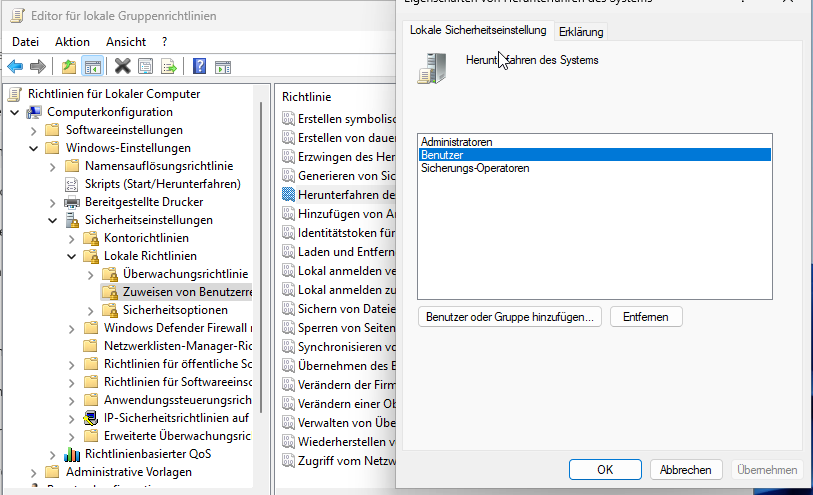 Editor für lokale Gruppenrichtlinien
Datei Aktion Ansicht ?
Richtlinien für Lokaler Computer
Computerkonfiguration
Softwareeinstellungen
Windows-Einstellungen
Namensauflösungsrichtlinie
Skripts (Start/Herunterfahren)
Bereitgestellte Drucker
Sicherheitseinstellungen
Kontorichtlinien
Lokale Richtlinien
Überwachungsrichtlinie
Zuweisen von Benutzerre
Sicherheitsoptionen
Windows Defender Firewall
Netzwerklisten-Manager-Ric
Richtlinien für öffentliche Sc
Richtlinien für Softwareeinsc
Anwendungssteuerungsrich
IP-Sicherheitsrichtlinien auf
Erweiterte Überwachungsric
Richtlinienbasierter QoS
Administrative Vorlagen
Richtlinie
Erstellen symbolisc
Erstellen von dauer
Erzwingen des Her
Generieren von Sic
Herunterfahren de
Hinzufügen von Ar
Identitätstoken für
Laden und Entfern
Lokal anmelden ve
Lokal anmelden zu
Sichern von Dateie
Sperren von Seiten
Synchronisieren vo
Übernehmen des B
Verändern der Firm
Verändern einer Ob
Verwalten von Übe
Wiederherstellen v
Zugriff vom Netzw
Eigenschaften von Herunterfahren des Systems
Lokale Sicherheitseinstellung Erklärung
Herunterfahren des Systems
Administratoren
Benutzer
Sicherungs-Operatoren
Benutzer oder Gruppe hinzufügen... Entfernen
OK Abbrechen Übernehmen